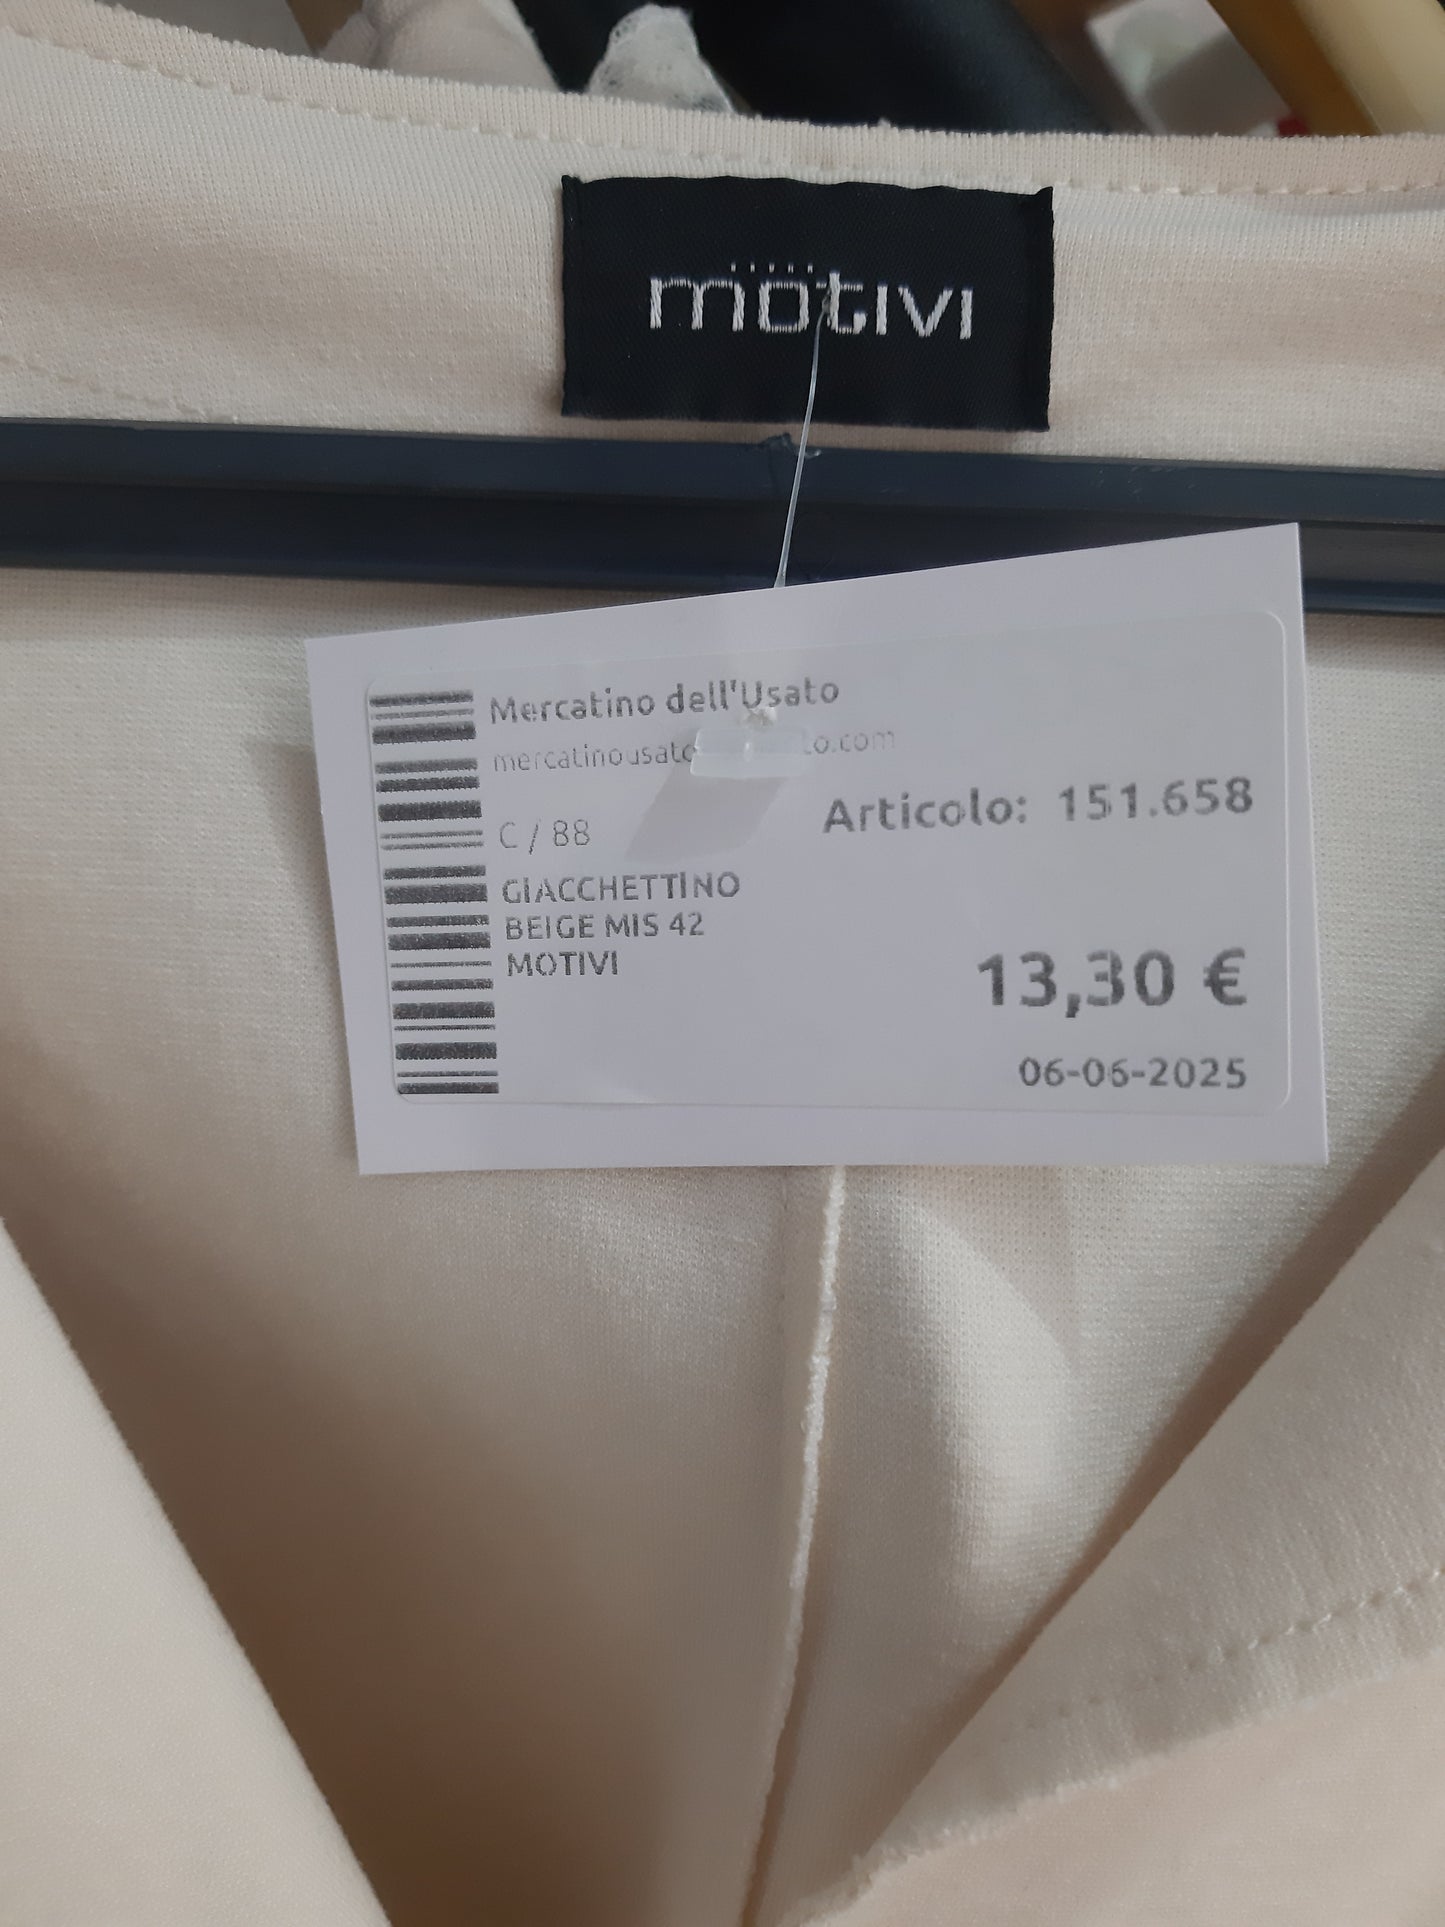 motivi
Mercatino dell'Usato
C / 88
Articolo: 151.658
GIACCHETTINO
BEIGE MIS 42
MOTIVI
13,30 €
06-06-2025